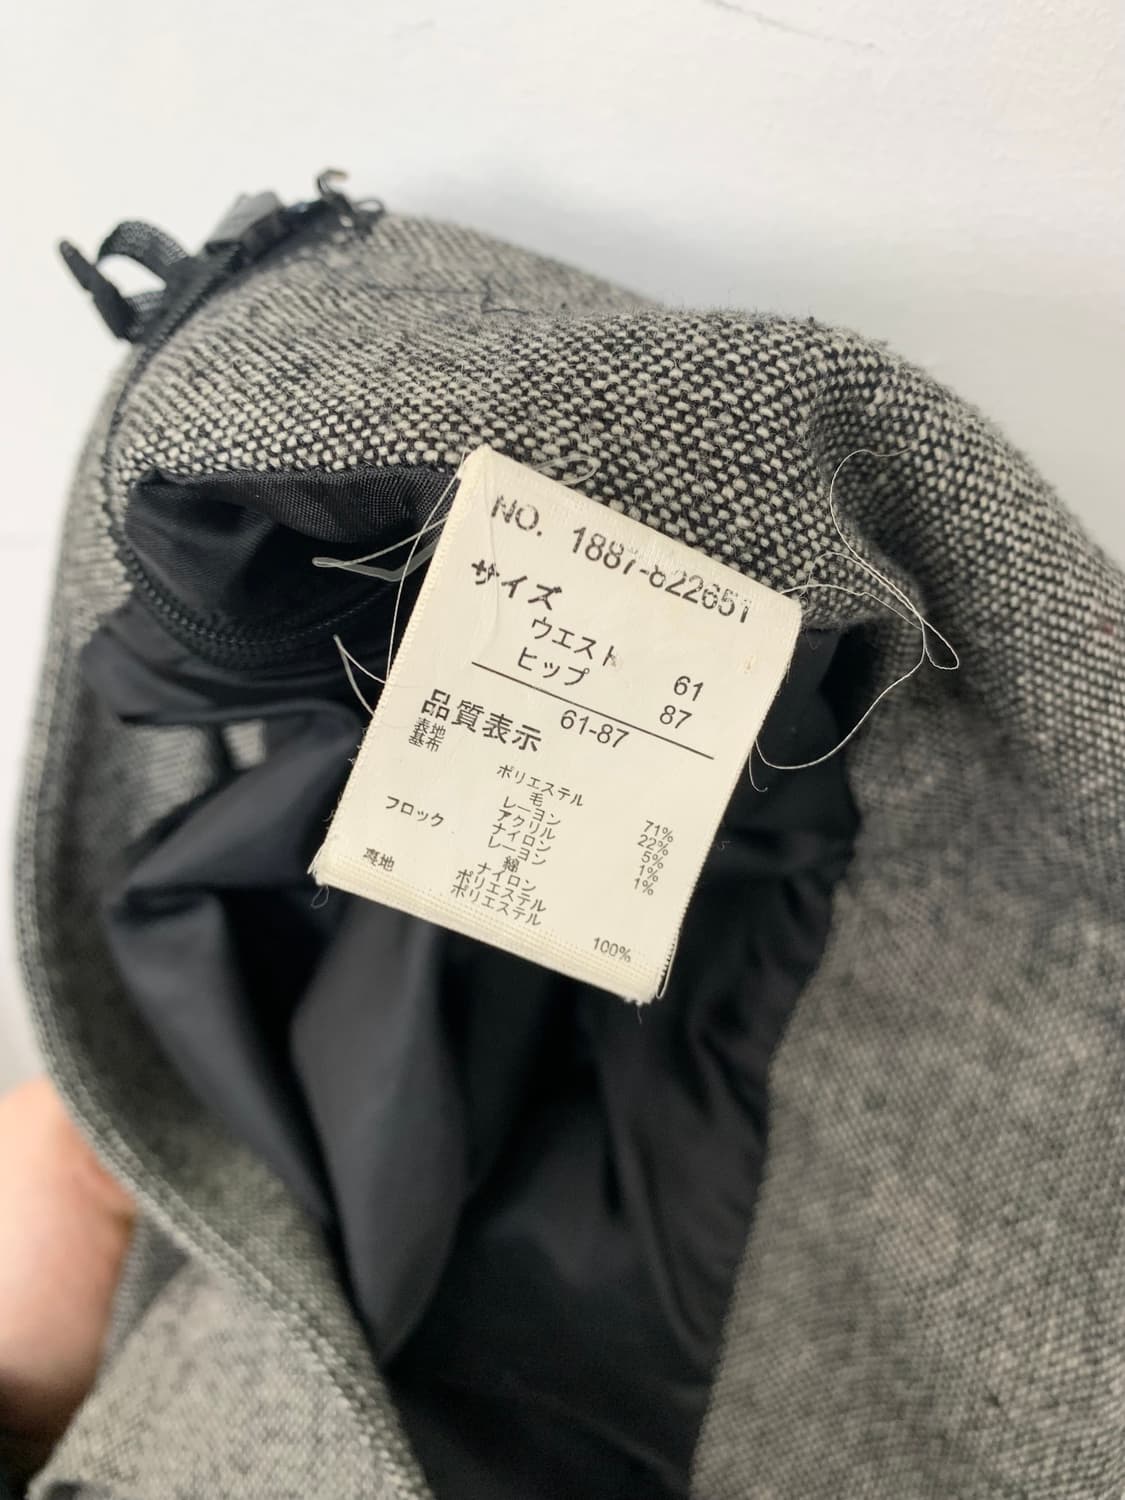 NO. 1887-822651
サイズ
ウエスト 61
ヒップ 87
61-87
品質表示
表地
基布
ポリエステル 71%
毛 22%
レーヨン 5%
アクリル 1%
ナイロン 1%
フロック レーヨン
綿
ナイロン
ポリエステル
裏地 ポリエステル 100%